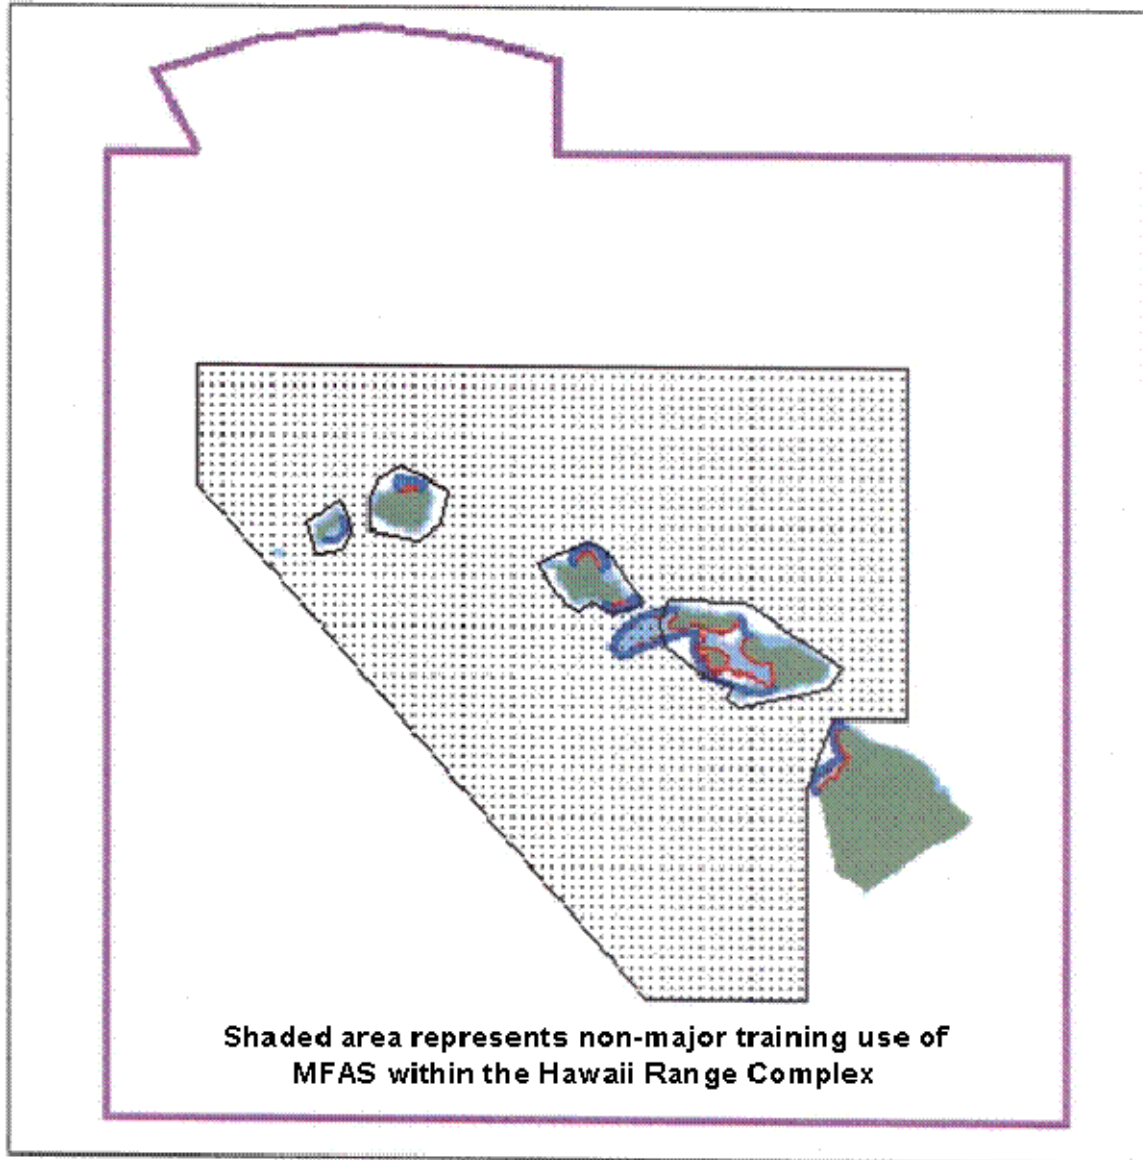 Shaded area represents non-major training use of
MFAS within the Hawaii Range Complex